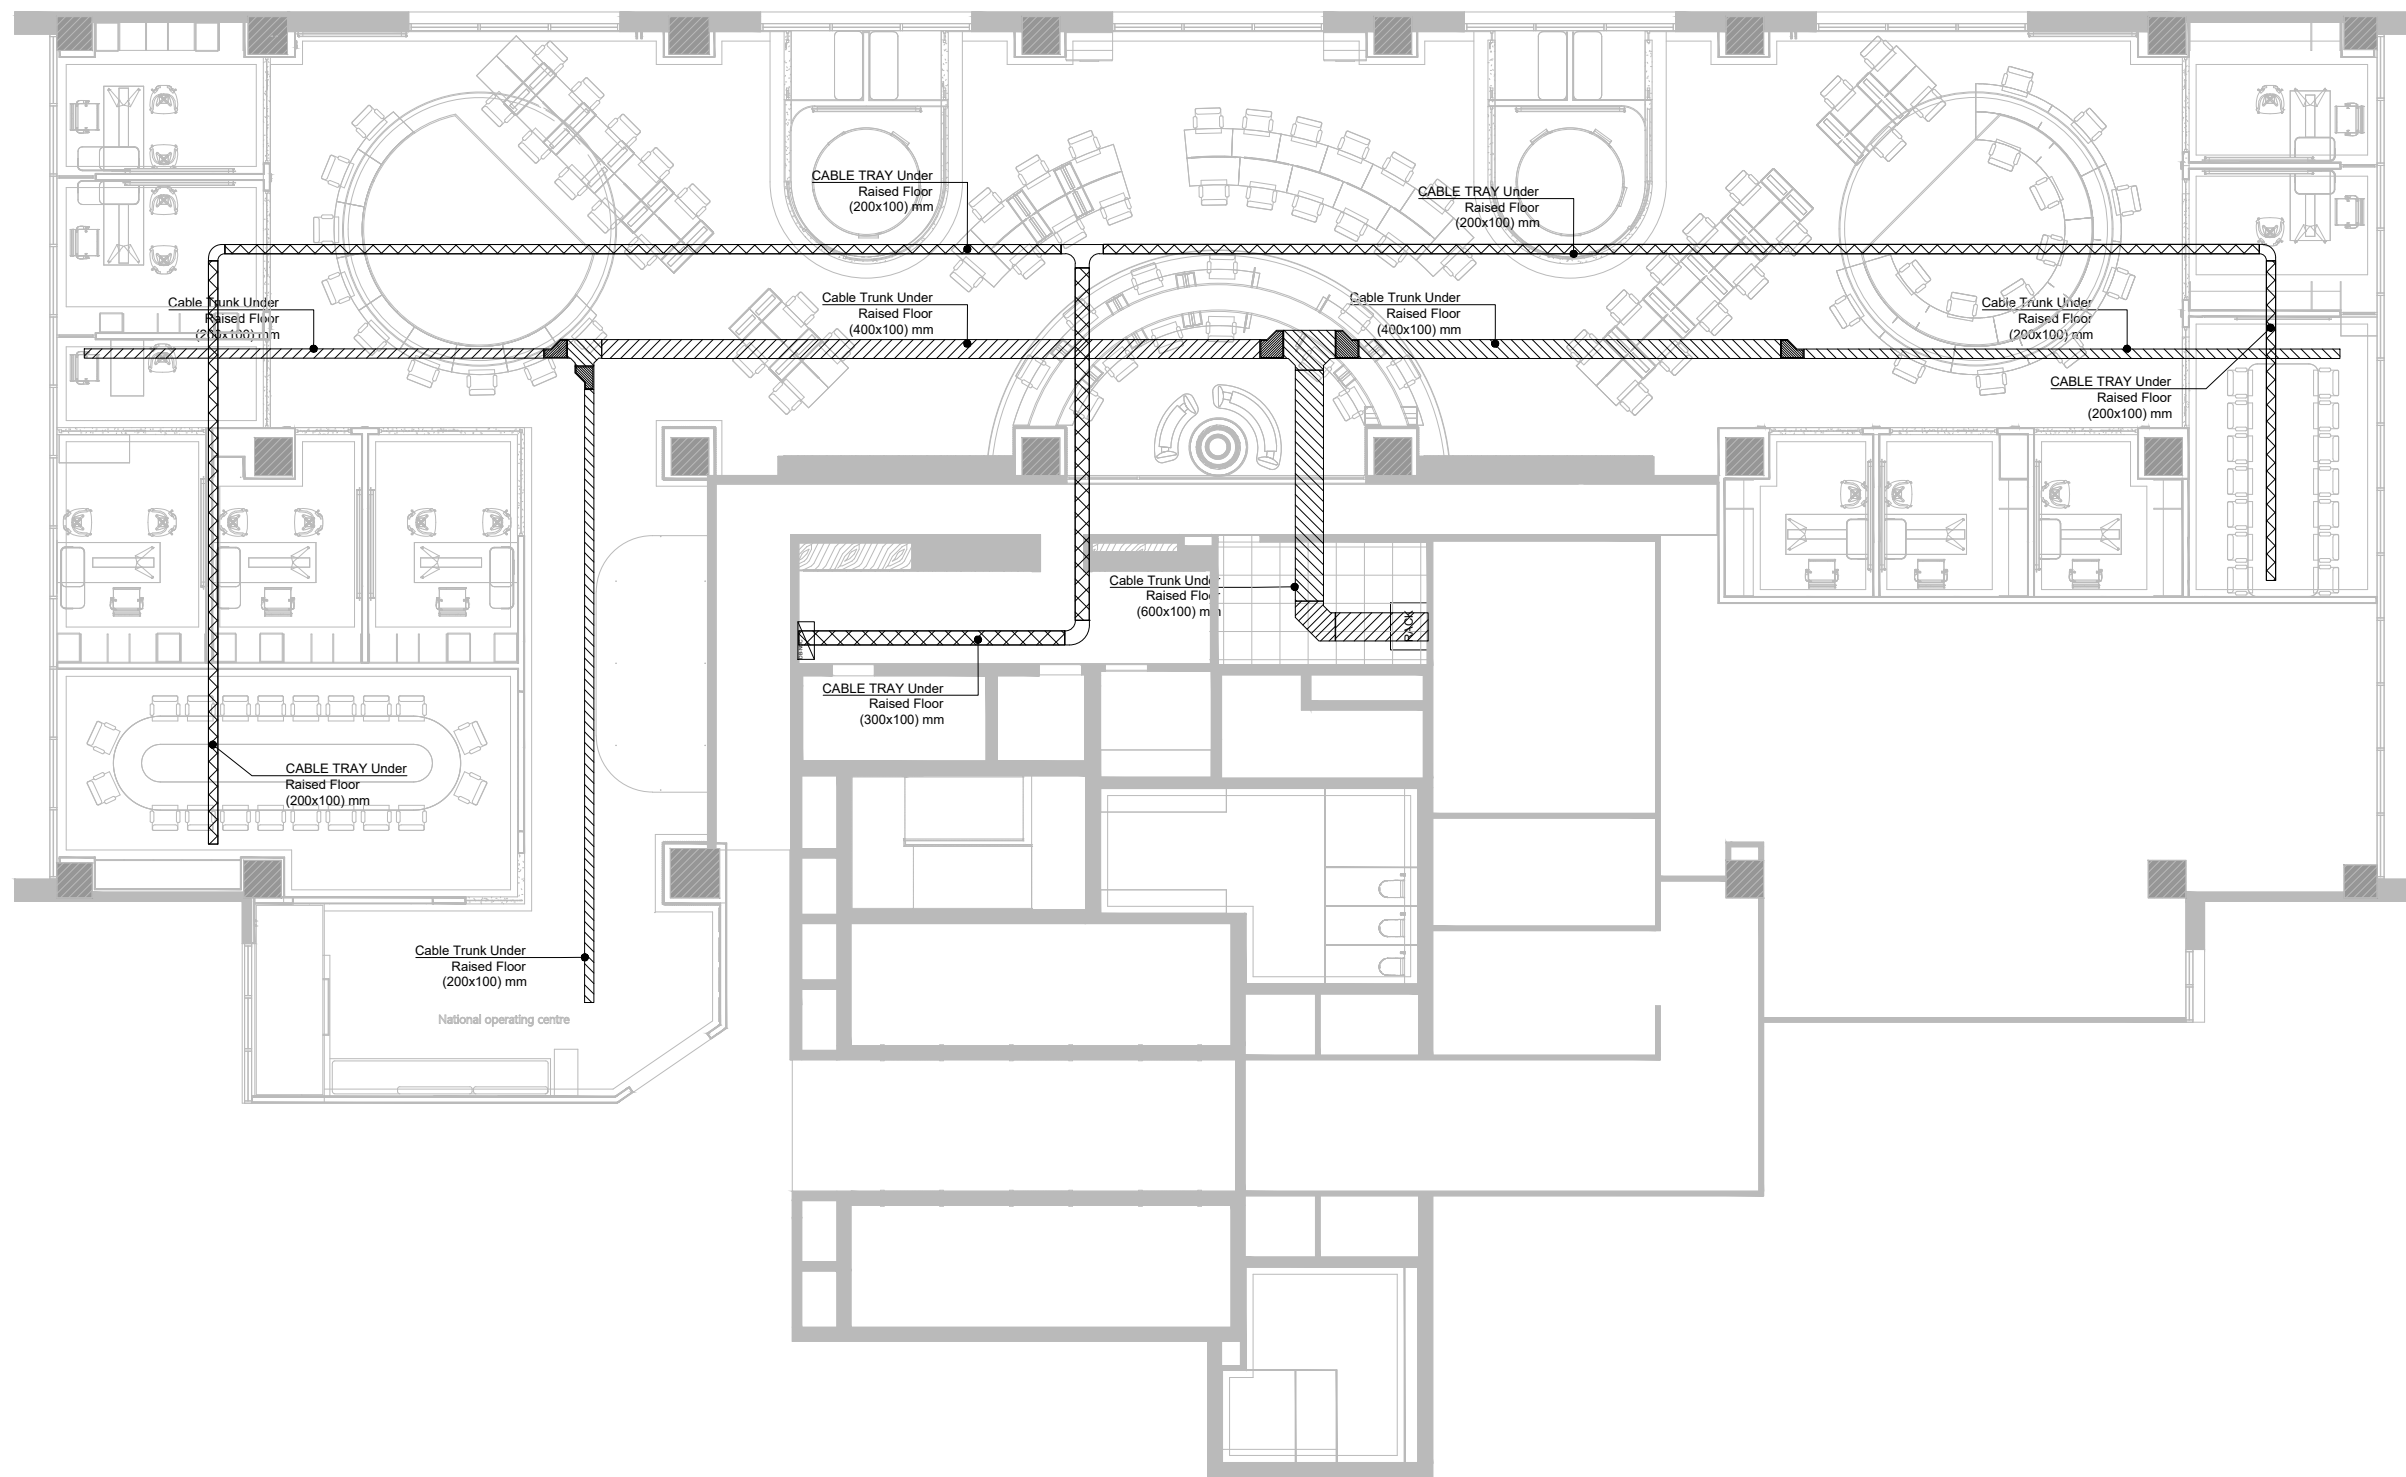 CABLE TRAY Under
Raised Floor
(200x100) mm
CABLE TRAY Under
Raised Floor
(200x100) mm
Cable Trunk Under
Raised Floor
(200x100) mm
Cable Trunk Under
Raised Floor
(400x100) mm
Cable Trunk Under
Raised Floor
(400x100) mm
Cable Trunk Under
Raised Floor
(200x100) mm
CABLE TRAY Under
Raised Floor
(200x100) mm
Cable Trunk Under
Raised Floor
(600x100) mm
RACK
CABLE TRAY Under
Raised Floor
(300x100) mm
CABLE TRAY Under
Raised Floor
(200x100) mm
Cable Trunk Under
Raised Floor
(200x100) mm
National operating centre